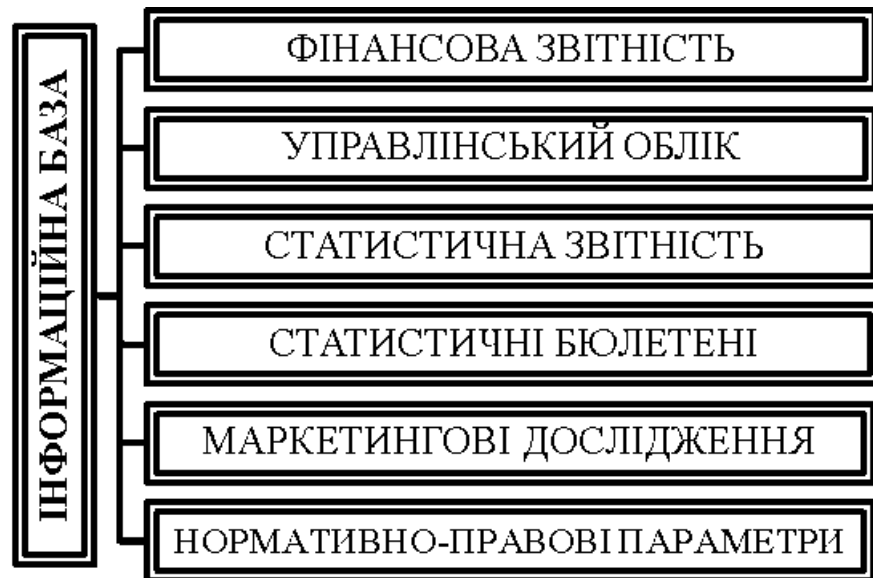 ІНФОРМАЦІЙНА БАЗА
ФІНАНСОВА ЗВІТНІСТЬ
УПРАВЛІНСЬКИЙ ОБЛІК
СТАТИСТИЧНА ЗВІТНІСТЬ
СТАТИСТИЧНІ БЮЛЕТЕНІ
МАРКЕТИНГОВІ ДОСЛІДЖЕННЯ
НОРМАТИВНО-ПРАВОВІ ПАРАМЕТРИ